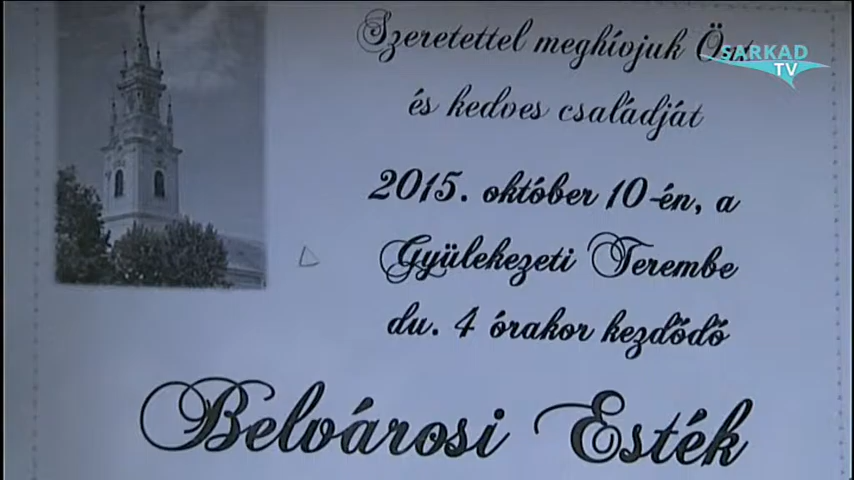 Szeretettel meghívjuk Önt
és kedves családját
2015. október 10-én, a
Gyülekezeti Terembe
du. 4 órakor kezdődő
Belvárosi Esték
SARKAD
TV